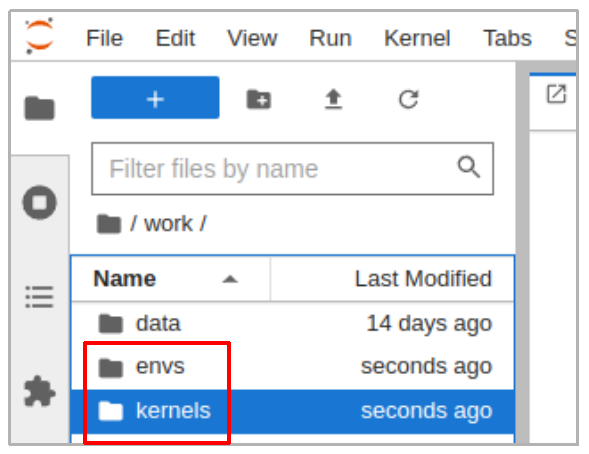 File Edit View Run Kernel Tabs S
+
Filter files by name
/ work /
Name Last Modified
data 14 days ago
envs seconds ago
kernels seconds ago